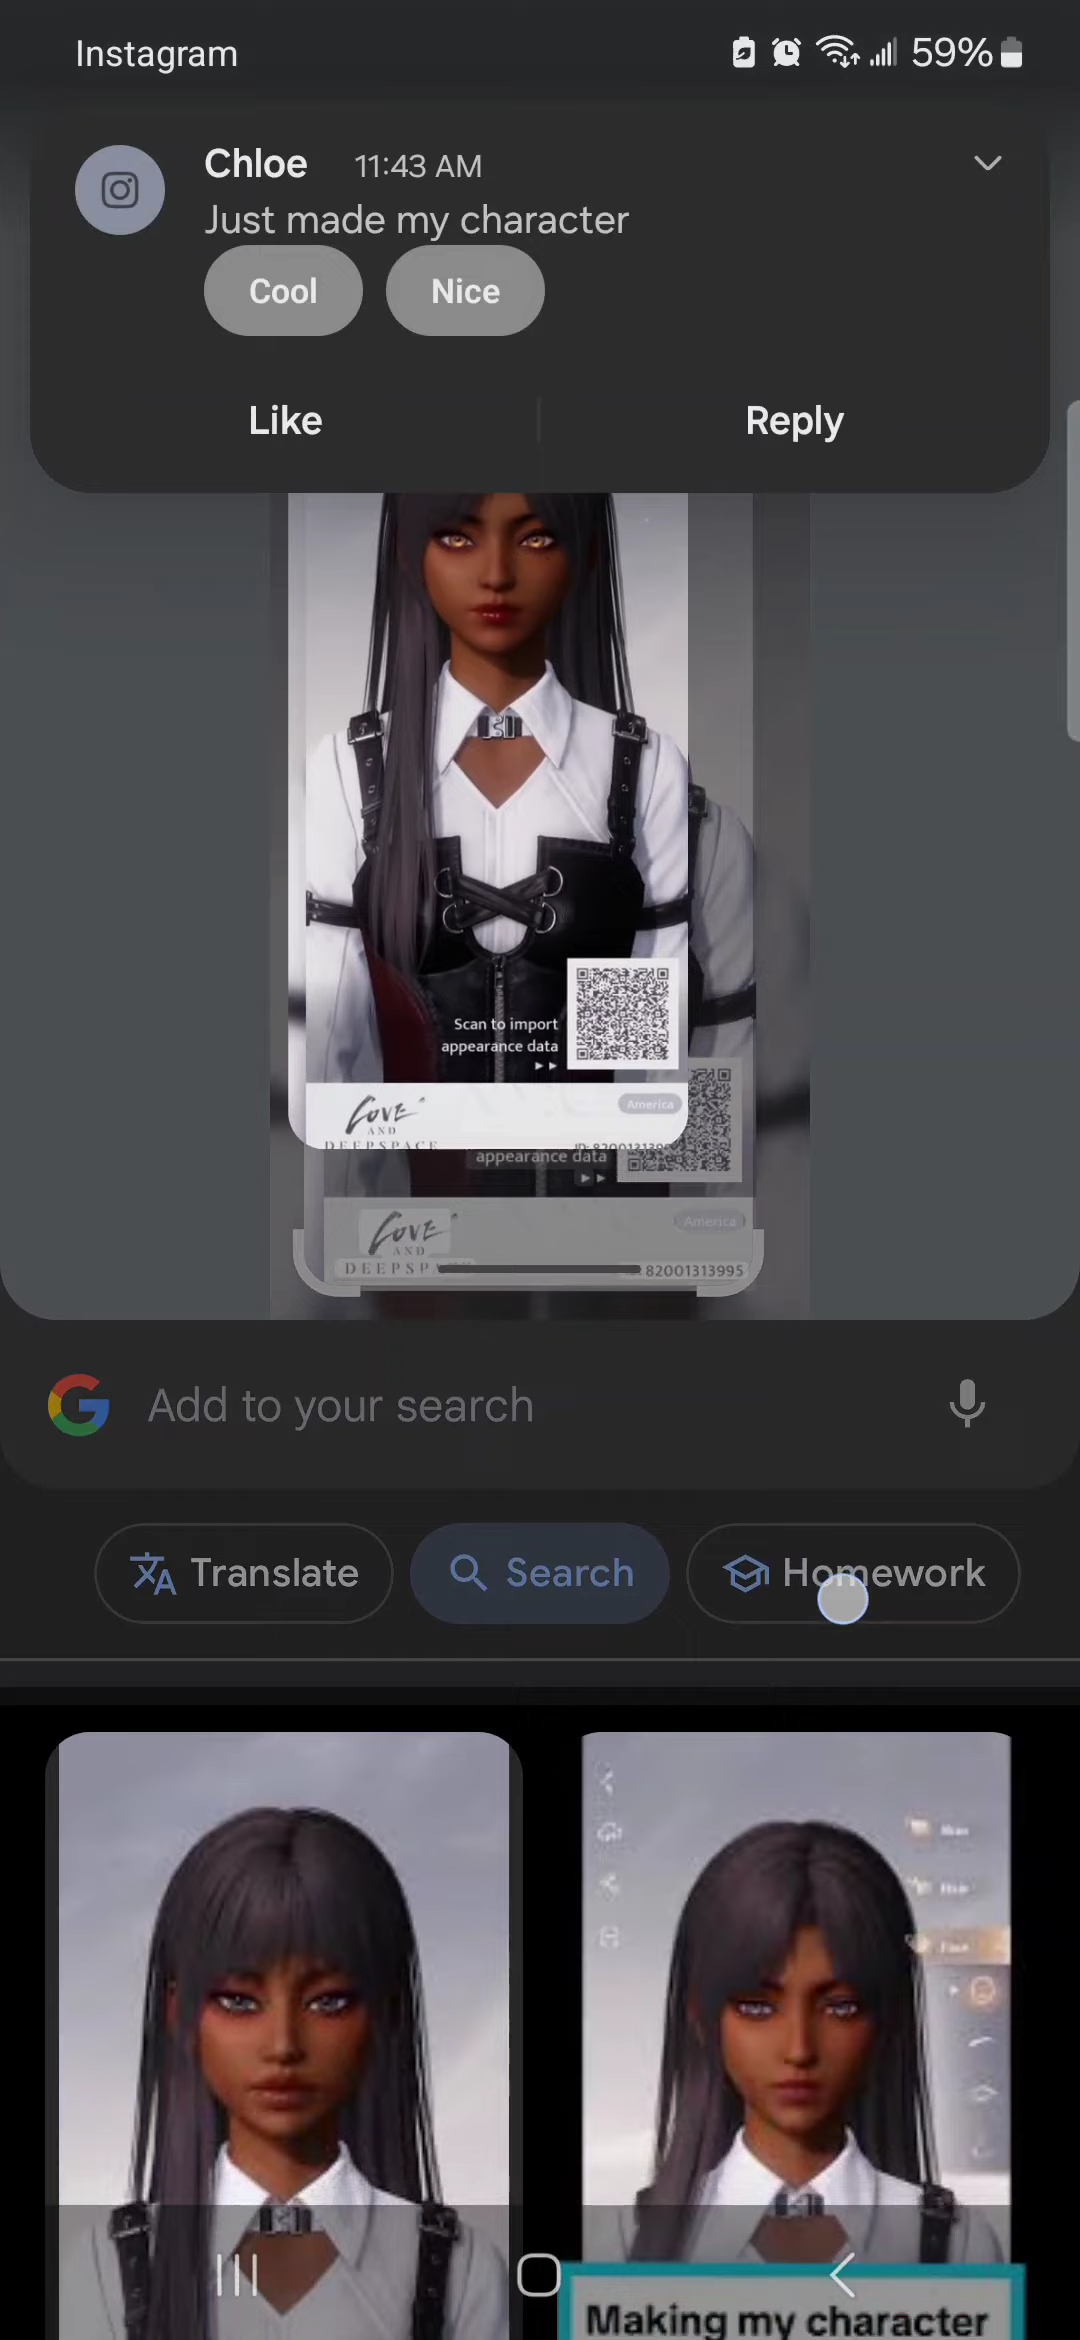 Instagram
59%
Chloe 11:43 AM
Just made my character
Cool Nice
Like Reply
Scan to import
appearance data
LOVE
AND
DEEPSPACE
America
appearance data
LOVE
AND
America
82001313995
Add to your search
Translate Search Homework
Making my character